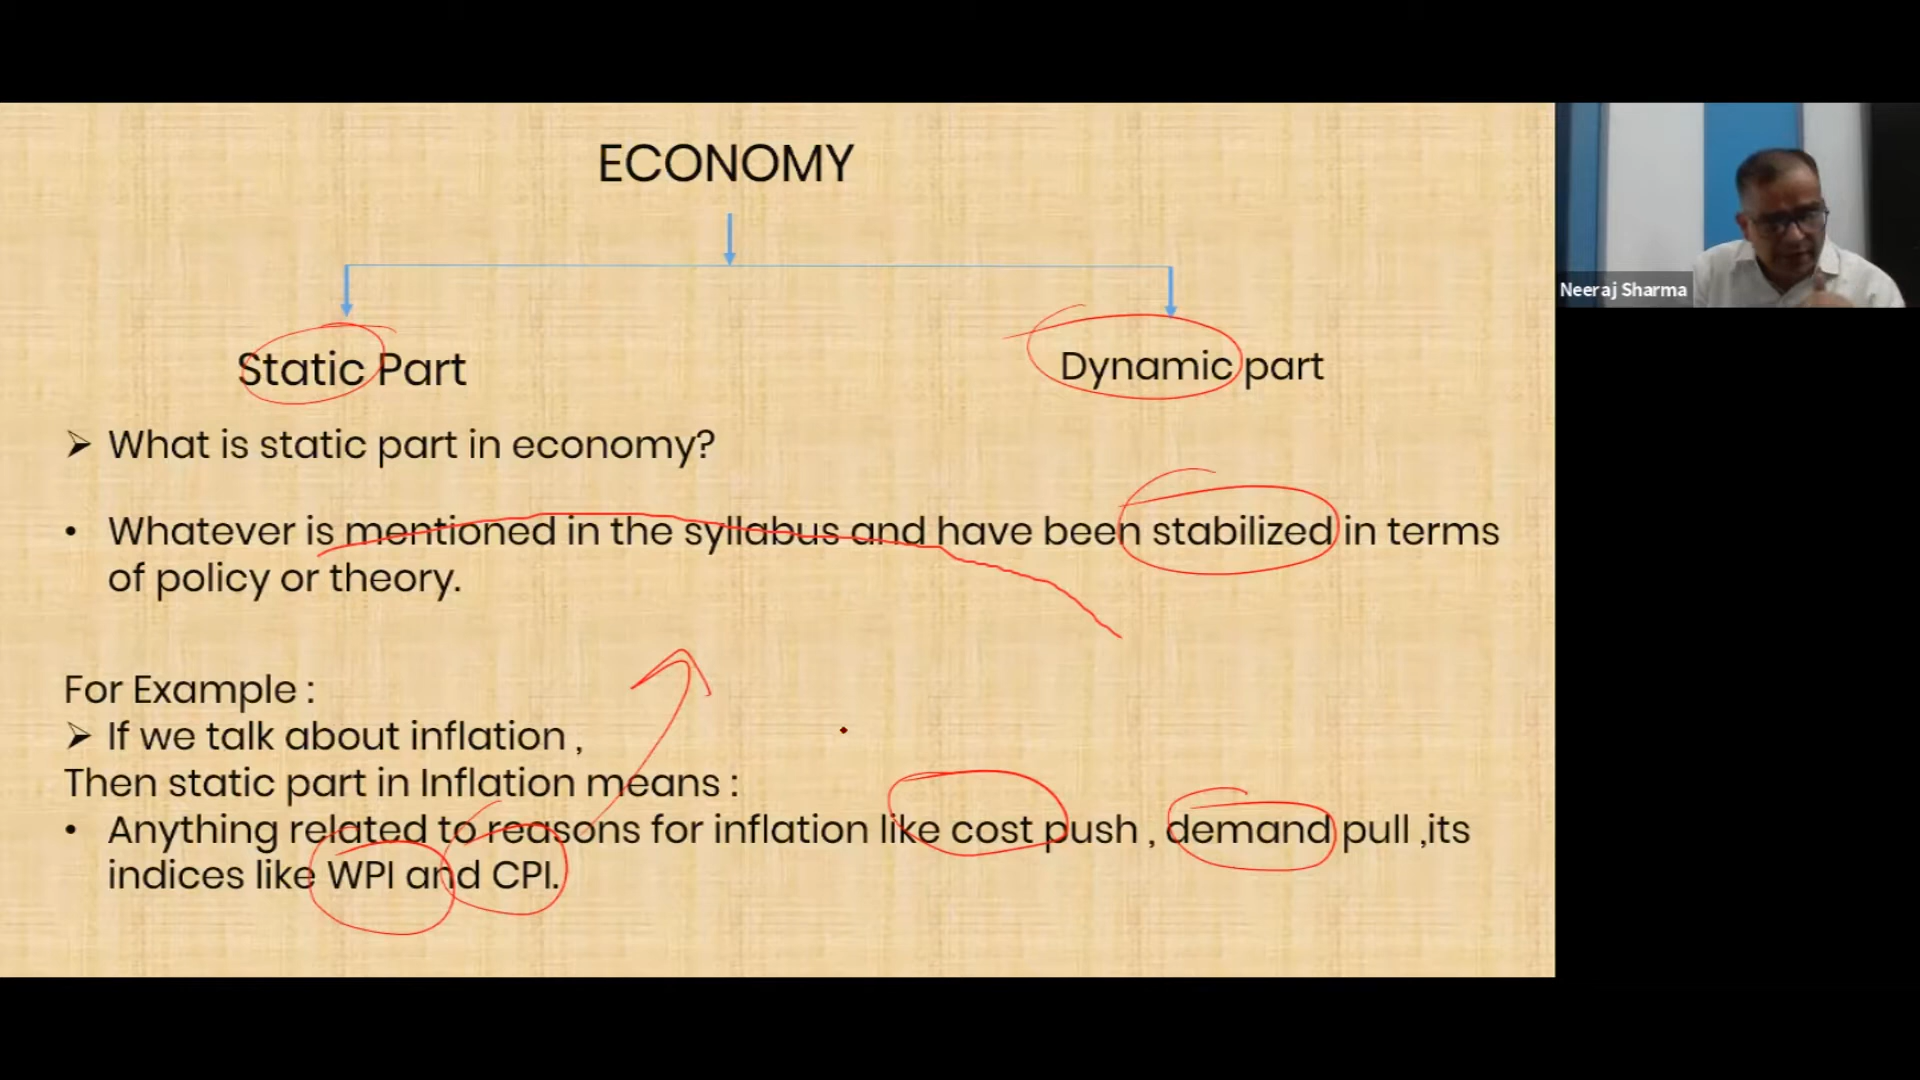 ECONOMY
Static Part
Dynamic part
➤ What is static part in economy?
• Whatever is mentioned in the syllabus and have been stabilized in terms
of policy or theory.
For Example :
➤ If we talk about inflation ,
Then static part in Inflation means :
• Anything related to reasons for inflation like cost push , demand pull ,its
indices like WPI and CPI.
Neeraj Sharma